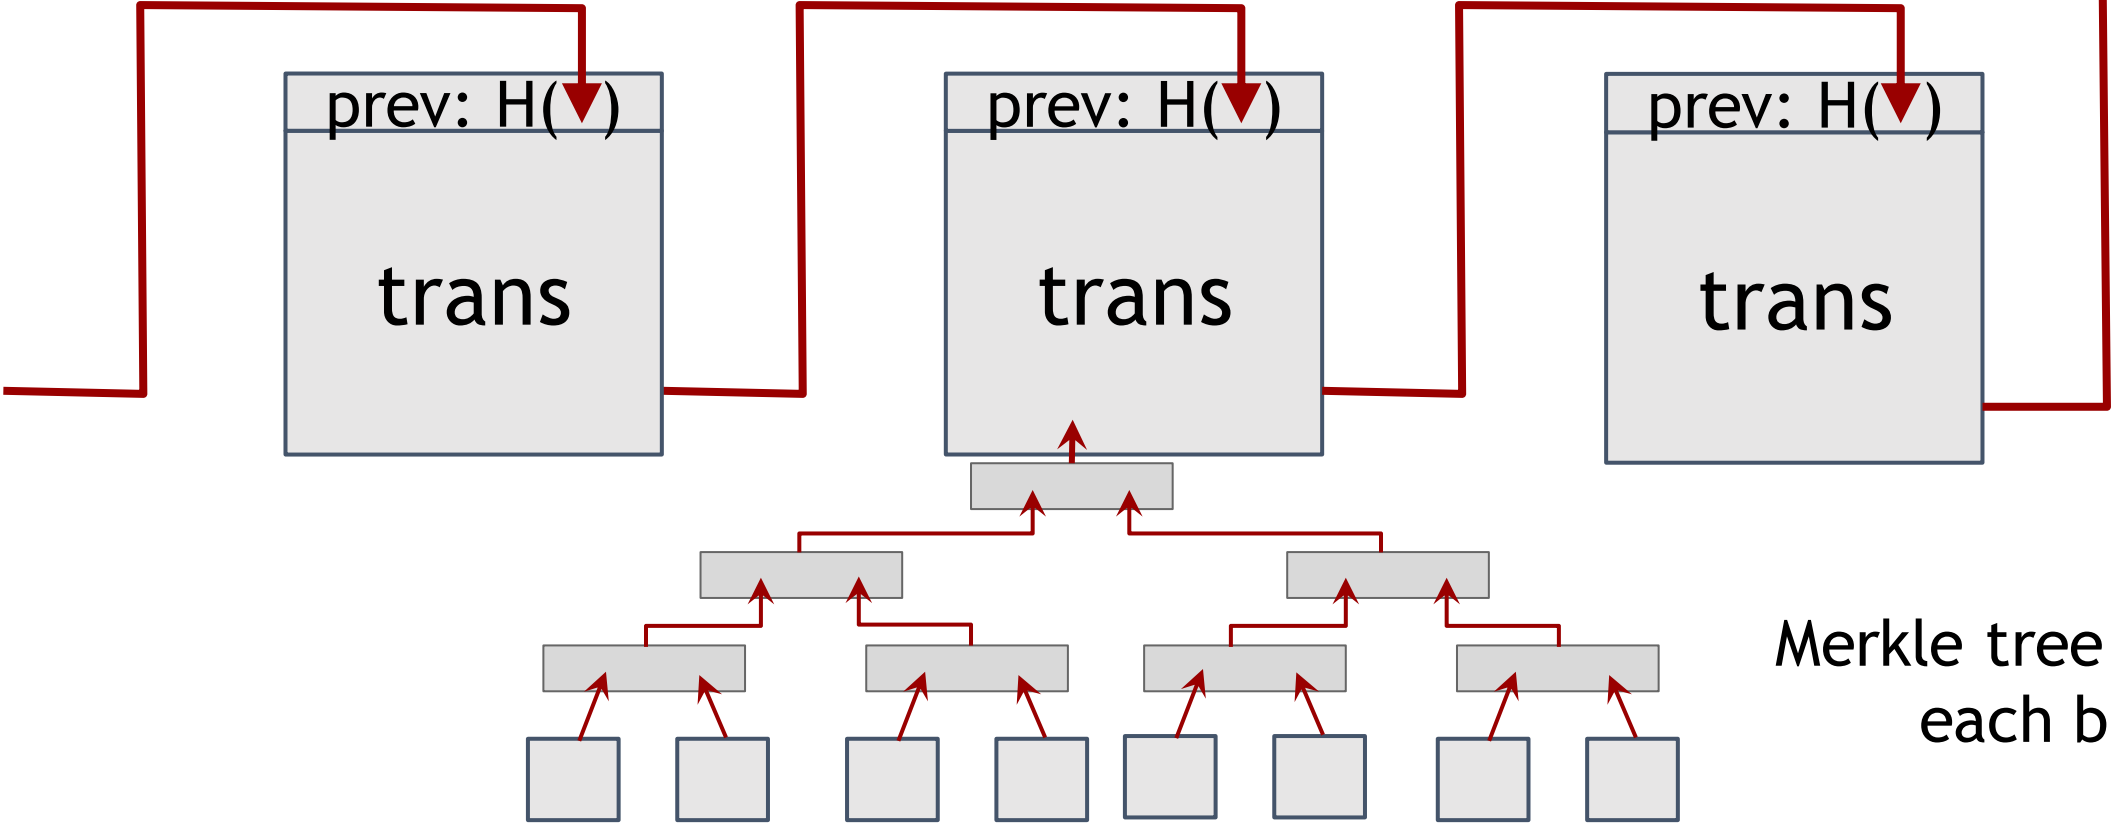 prev: H( )
prev: H( )
prev: H( )
trans
trans
trans
Merkle tree
each b